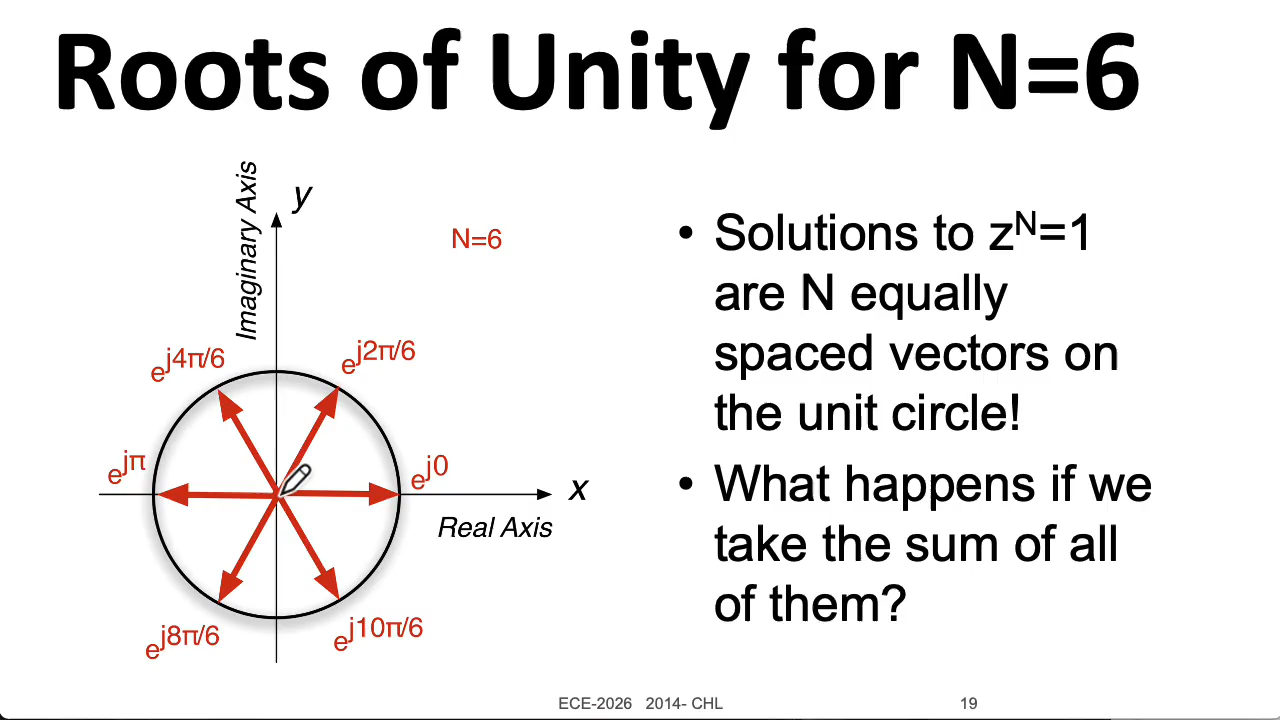 Roots of Unity for N=6
Imaginary Axis
y
N=6
e^j4π/6
e^j2π/6
e^jπ
e^j0
x
Real Axis
e^j8π/6
e^j10π/6
• Solutions to z^N=1
are N equally
spaced vectors on
the unit circle!
• What happens if we
take the sum of all
of them?
ECE-2026 2014- CHL
19